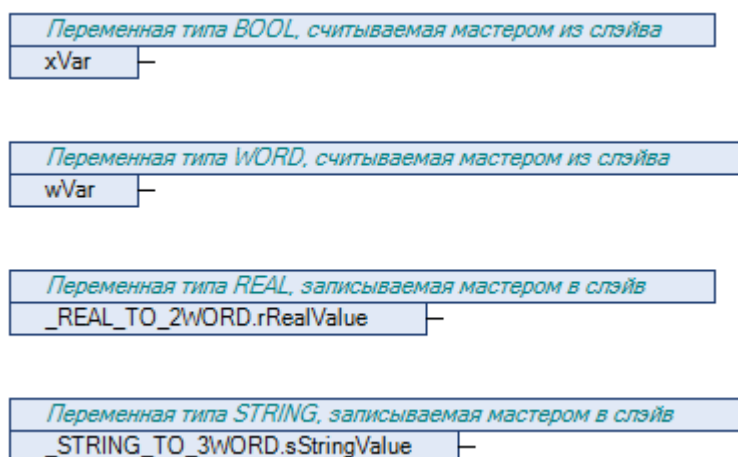 Переменная типа BOOL, считываемая мастером из слэйва
xVar
Переменная типа WORD, считываемая мастером из слэйва
wVar
Переменная типа REAL, записываемая мастером в слэйв
_REAL_TO_2WORD.rRealValue
Переменная типа STRING, записываемая мастером в слэйв
_STRING_TO_3WORD.sStringValue